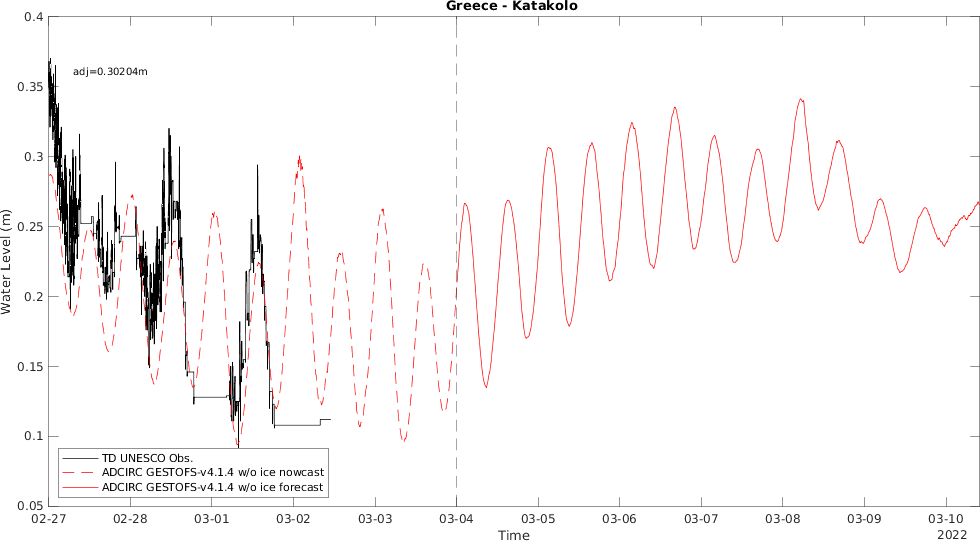 Greece - Katakolo
0.4
0.35
0.3
0.25
0.2
0.15
0.1
0.05
Water Level (m)
adj=0.30204m
TD UNESCO Obs.
ADCIRC GESTOFS-v4.1.4 w/o ice nowcast
ADCIRC GESTOFS-v4.1.4 w/o ice forecast
02-27 02-28 03-01 03-02 03-03 03-04 03-05 03-06 03-07 03-08 03-09 03-10
Time
2022